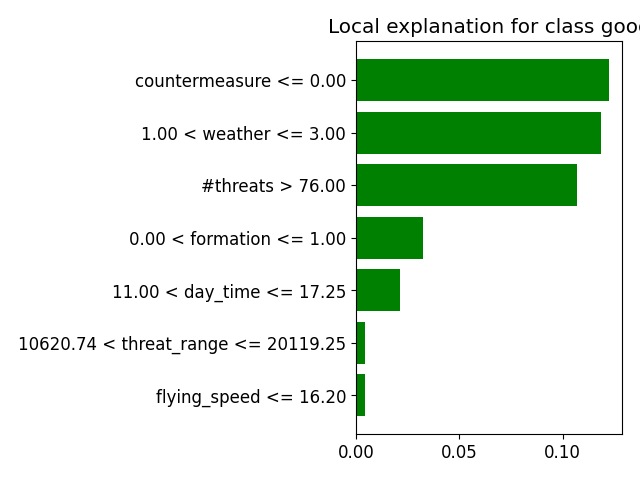 Local explanation for class goo
countermeasure <= 0.00
1.00 < weather <= 3.00
#threats > 76.00
0.00 < formation <= 1.00
11.00 < day_time <= 17.25
10620.74 < threat_range <= 20119.25
flying_speed <= 16.20
0.00 0.05 0.10